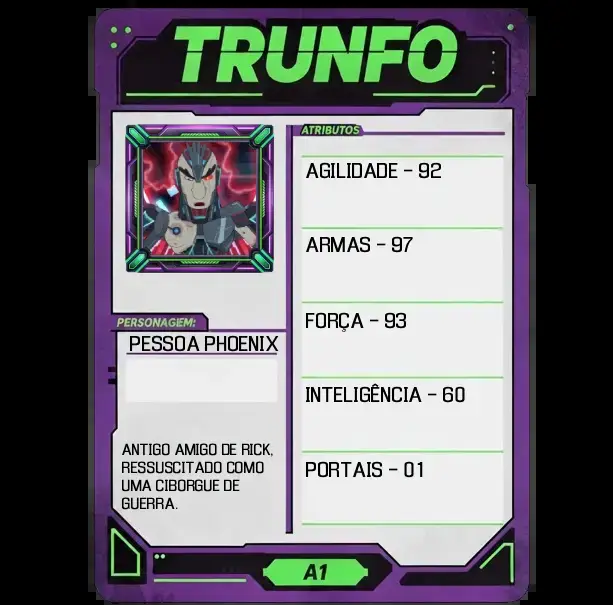 TRUNFO
ATRIBUTOS
AGILIDADE - 92
ARMAS - 97
FORÇA - 93
INTELIGÊNCIA - 60
PORTAIS - 01
PERSONAGEM:
PESSOA PHOENIX
ANTIGO AMIGO DE RICK,
RESSUSCITADO COMO
UMA CIBORGUE DE
GUERRA.
A1